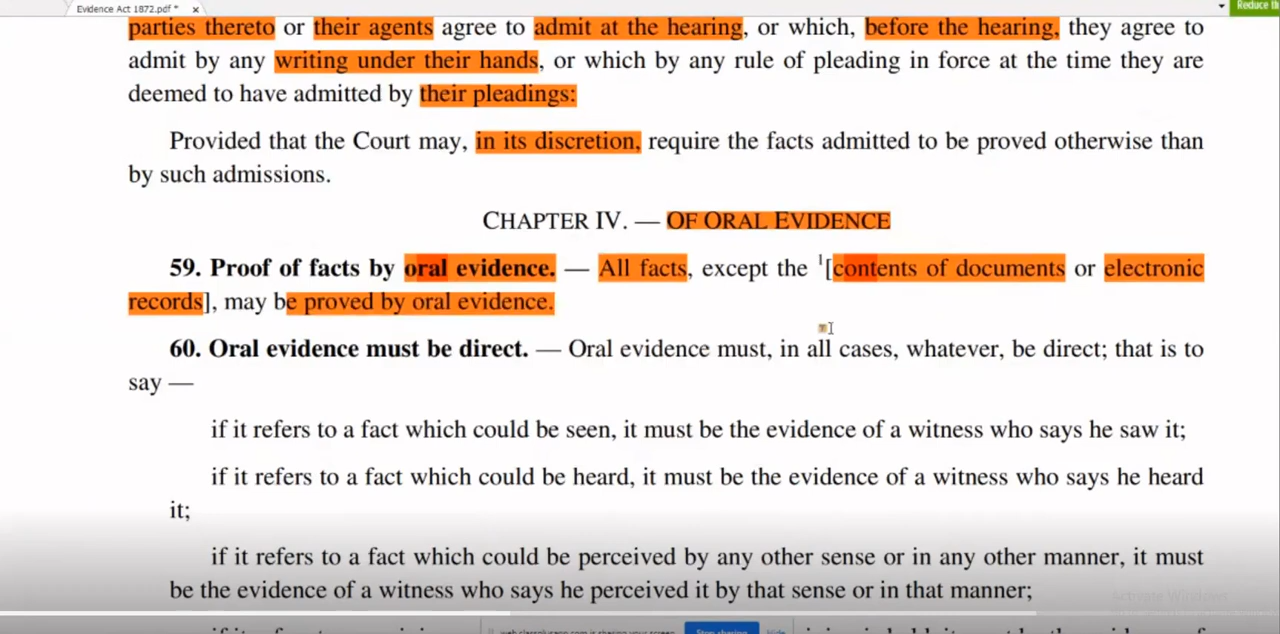 Evidence Act 1872.pdf * ×
Reduce th
parties thereto or their agents agree to admit at the hearing, or which, before the hearing, they agree to
admit by any writing under their hands, or which by any rule of pleading in force at the time they are
deemed to have admitted by their pleadings:
Provided that the Court may, in its discretion, require the facts admitted to be proved otherwise than
by such admissions.
CHAPTER IV. — OF ORAL EVIDENCE
59. Proof of facts by oral evidence. — All facts, except the 1[contents of documents or electronic
records], may be proved by oral evidence.
60. Oral evidence must be direct. — Oral evidence must, in all cases, whatever, be direct; that is to
say —
if it refers to a fact which could be seen, it must be the evidence of a witness who says he saw it;
if it refers to a fact which could be heard, it must be the evidence of a witness who says he heard
it;
if it refers to a fact which could be perceived by any other sense or in any other manner, it must
be the evidence of a witness who says he perceived it by that sense or in that manner;
Activate Windows
Stop sharing
Hide